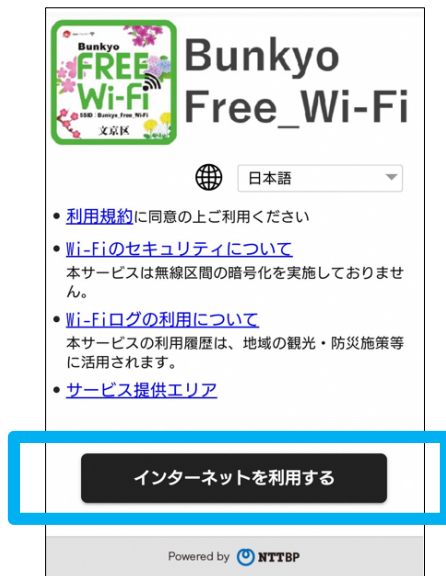 Bunkyo
FREE
Wi-Fi
SSID : Bunkyo_Free_Wi-Fi
文京区
Bunkyo
Free_Wi-Fi
日本語
• 利用規約に同意の上ご利用ください
• Wi-Fiのセキュリティについて
本サービスは無線区間の暗号化を実施しておりませ
ん。
• Wi-Fiログの利用について
本サービスの利用履歴は、地域の観光・防災施策等
に活用されます。
• サービス提供エリア
インターネットを利用する
Powered by NTTBP